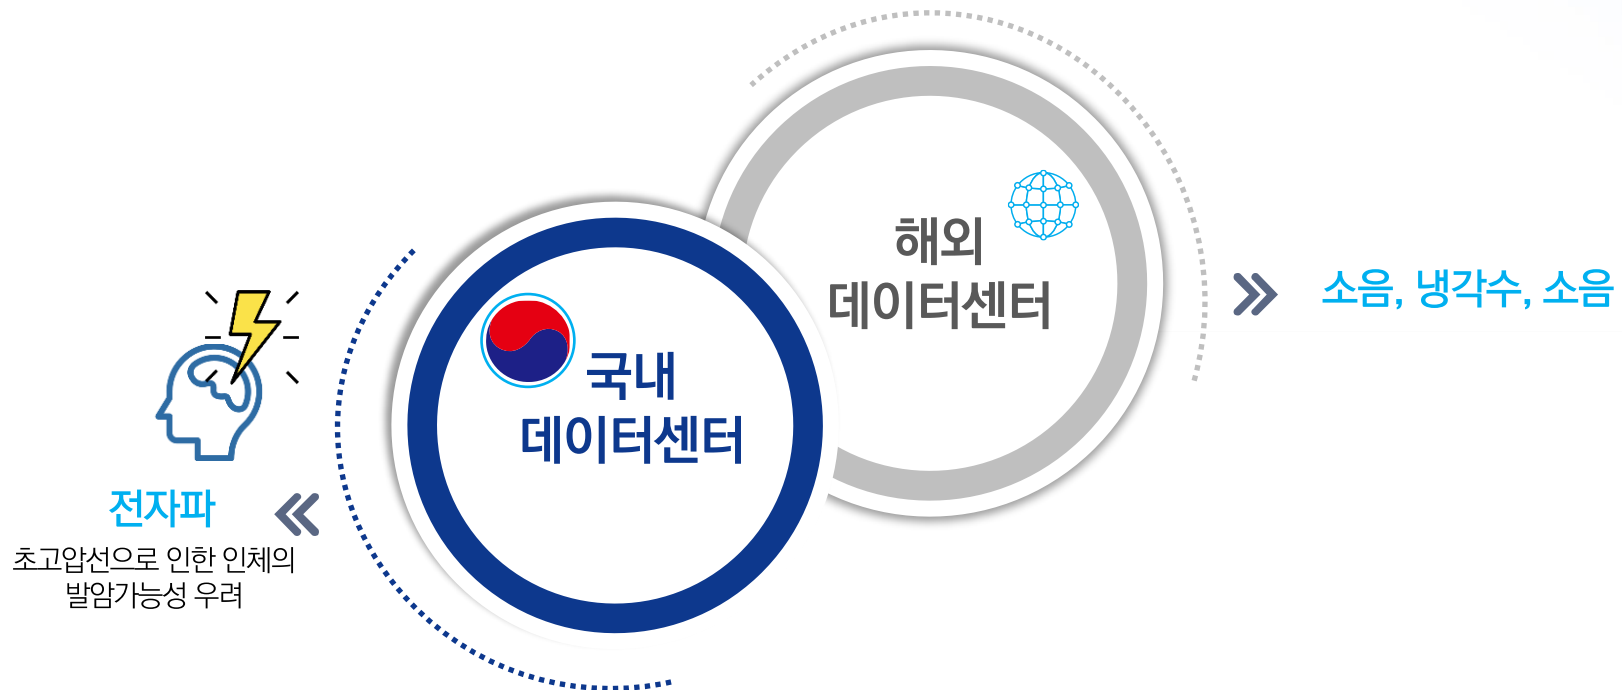 해외
데이터센터
소음, 냉각수, 소음
국내
데이터센터
전자파
초고압선으로 인한 인체의
발암가능성 우려